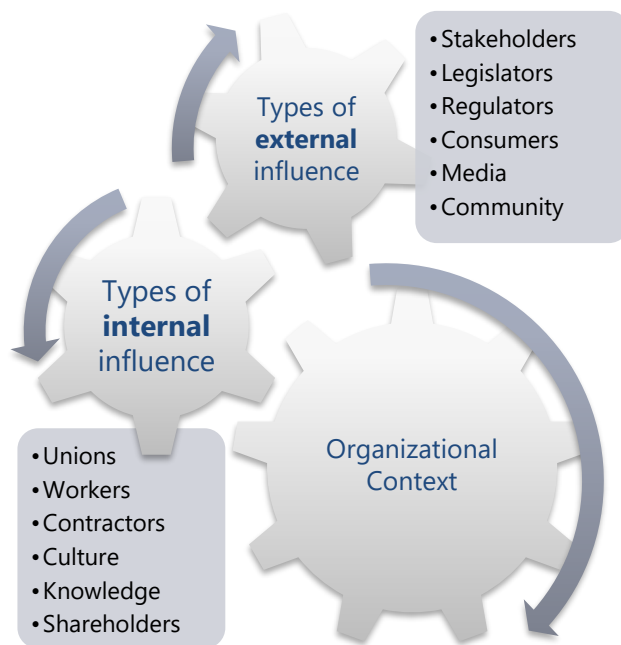 Types of
external
influence
•Stakeholders
•Legislators
•Regulators
•Consumers
•Media
•Community
Types of
internal
influence
•Unions
•Workers
•Contractors
•Culture
•Knowledge
•Shareholders
Organizational
Context